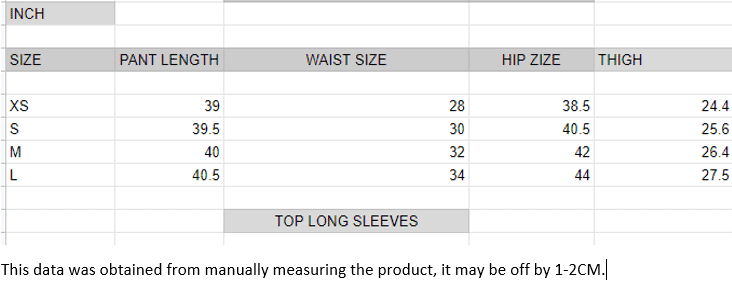 INCH
SIZE PANT LENGTH WAIST SIZE HIP ZIZE THIGH
XS 39 28 38.5 24.4
S 39.5 30 40.5 25.6
M 40 32 42 26.4
L 40.5 34 44 27.5
TOP LONG SLEEVES
This data was obtained from manually measuring the product, it may be off by 1-2CM.